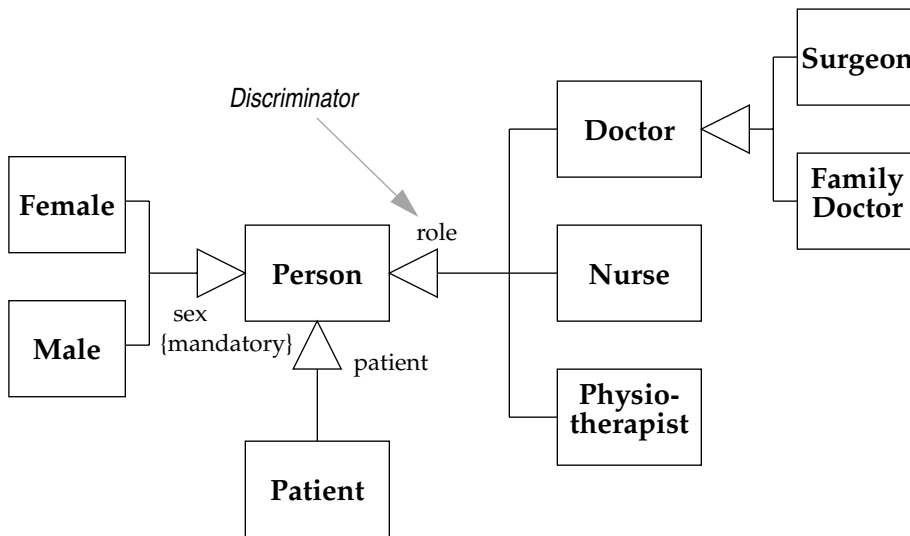 Surgeon
Discriminator
Doctor
Family
Doctor
Female
role
Person
Nurse
sex
{mandatory}
Male
patient
Physio-
therapist
Patient